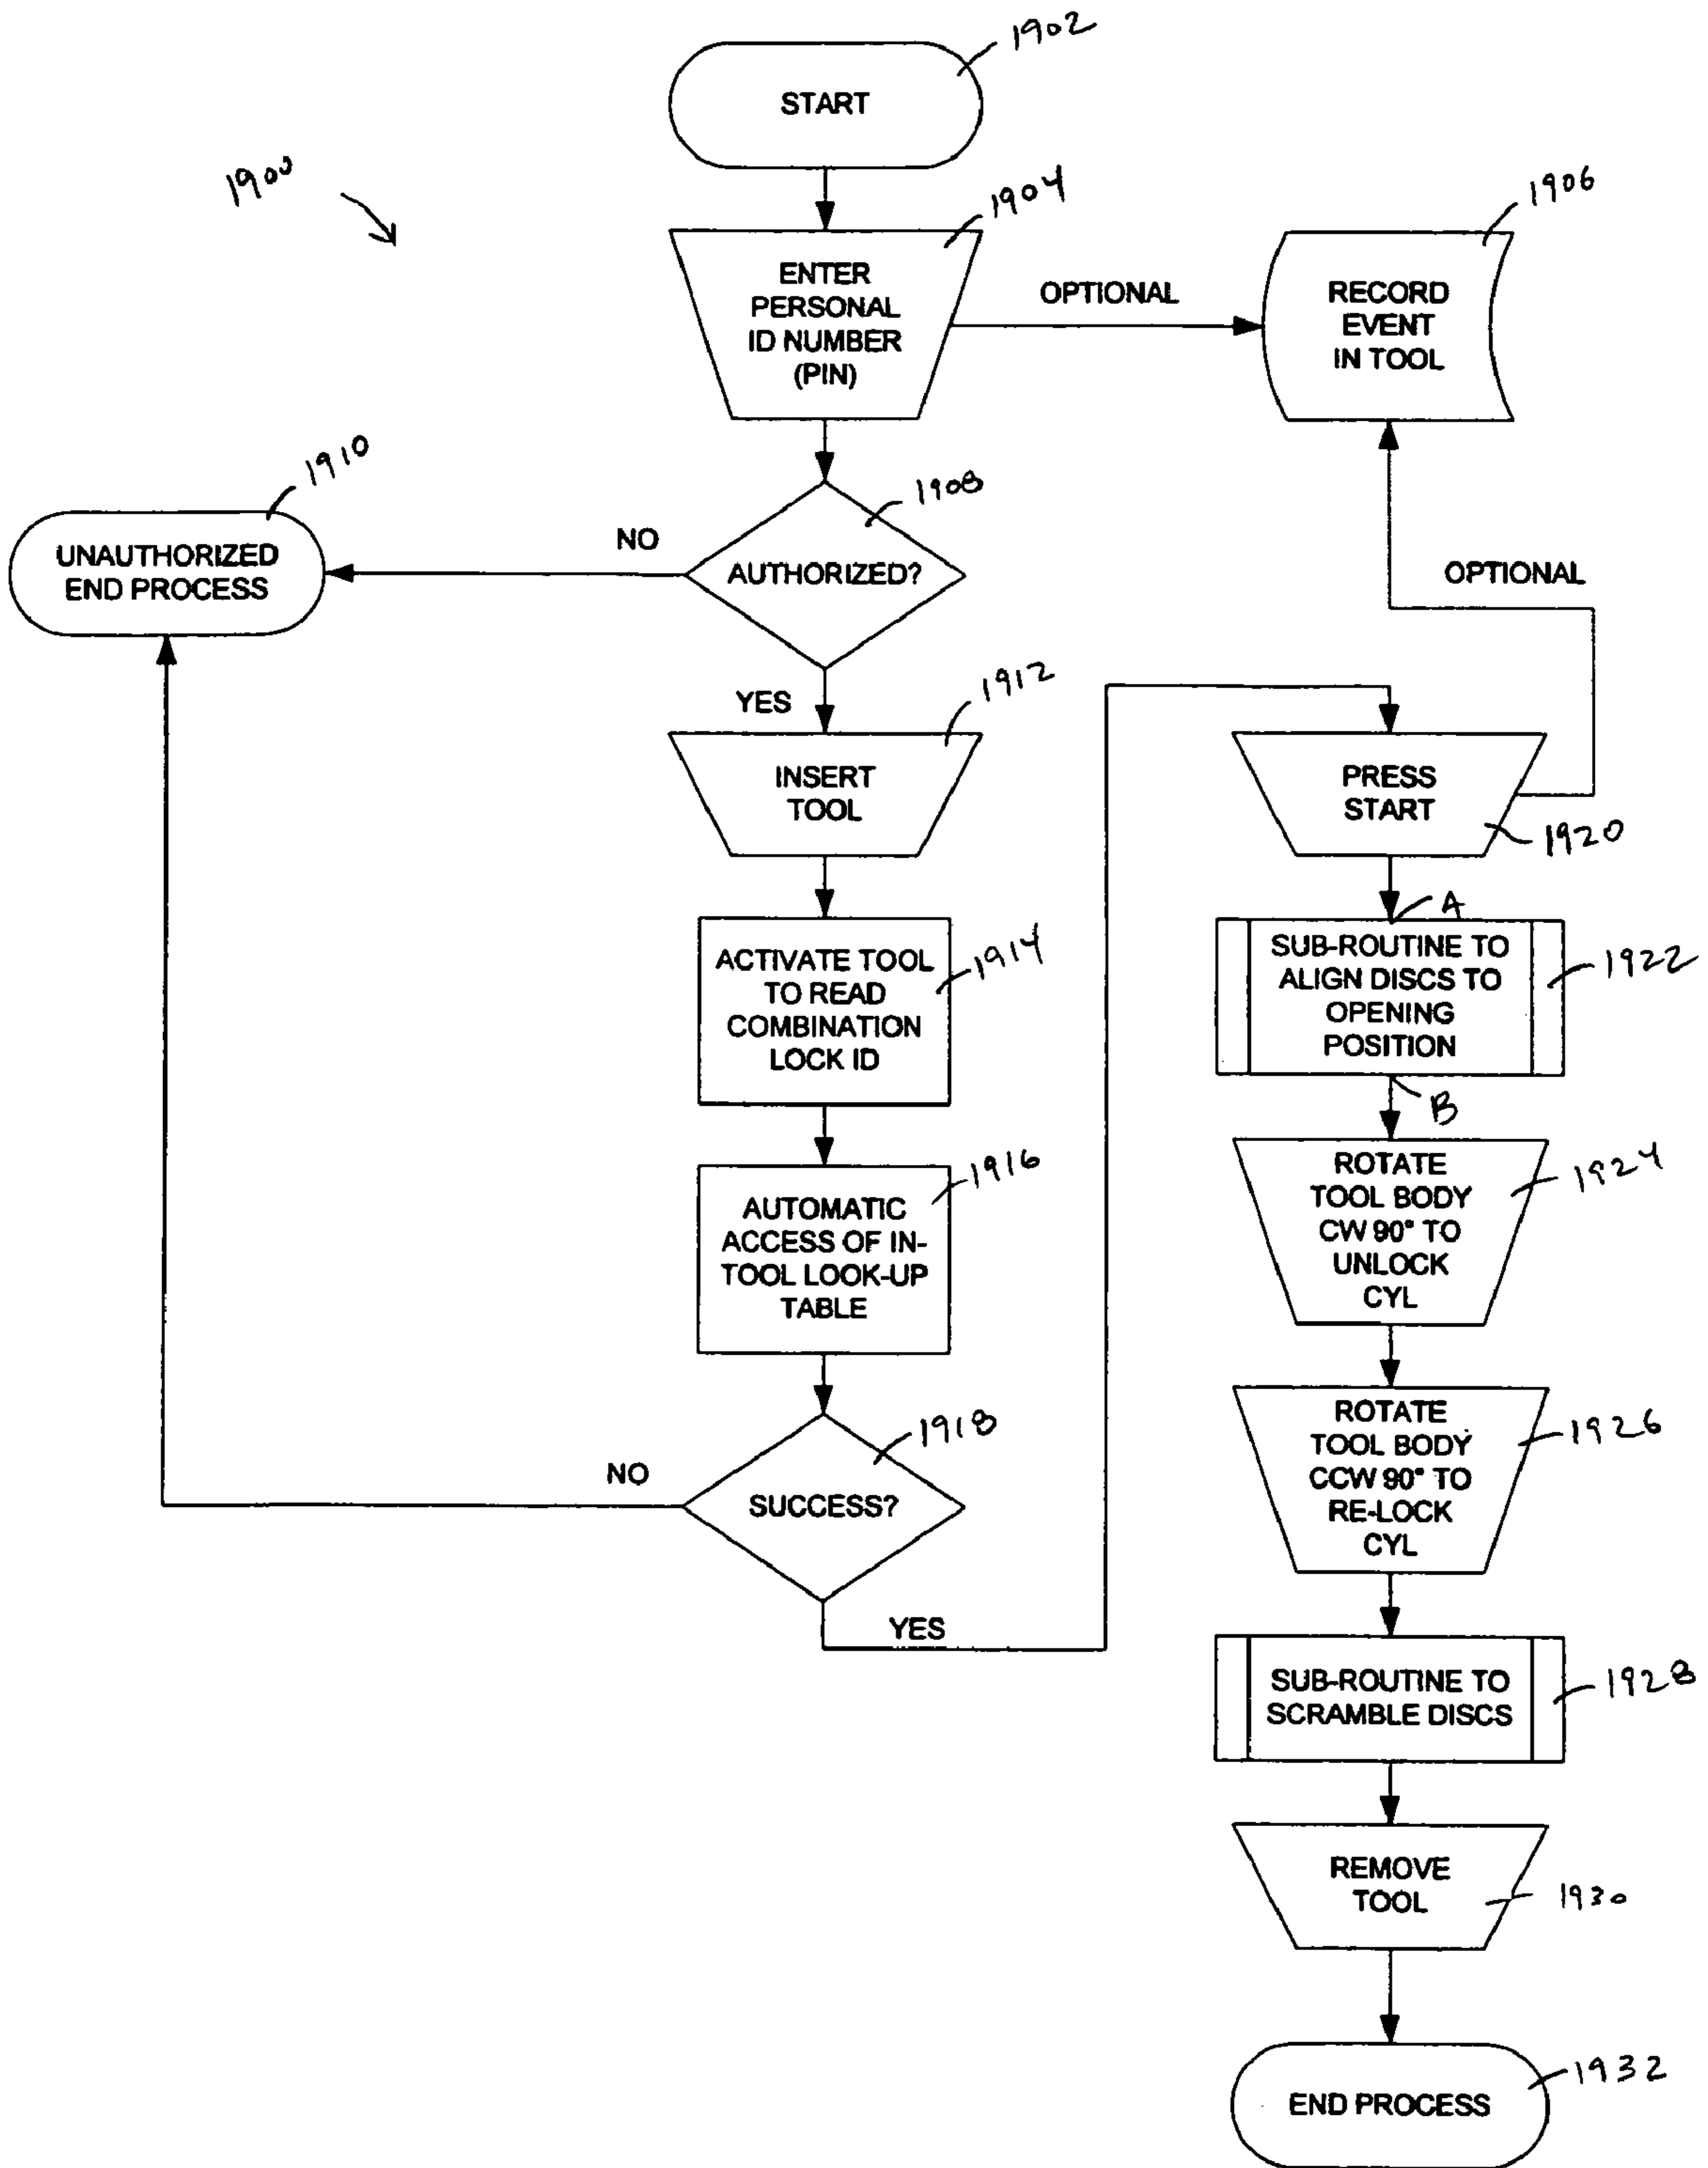 1902
START
1900
1904
ENTER
PERSONAL
ID NUMBER
(PIN)
OPTIONAL
1906
RECORD
EVENT
IN TOOL
1910
UNAUTHORIZED
END PROCESS
NO
1908
AUTHORIZED?
OPTIONAL
YES
1912
INSERT
TOOL
1914
ACTIVATE TOOL
TO READ
COMBINATION
LOCK ID
1916
AUTOMATIC
ACCESS OF IN-
TOOL LOOK-UP
TABLE
1918
NO
SUCCESS?
YES
PRESS
START
1920
A
SUB-ROUTINE TO
ALIGN DISCS TO
OPENING
POSITION
1922
B
ROTATE
TOOL BODY
CW 90° TO
UNLOCK
CYL
1924
ROTATE
TOOL BODY
CCW 90° TO
RE-LOCK
CYL
1926
SUB-ROUTINE TO
SCRAMBLE DISCS
1928
REMOVE
TOOL
1930
END PROCESS
1932